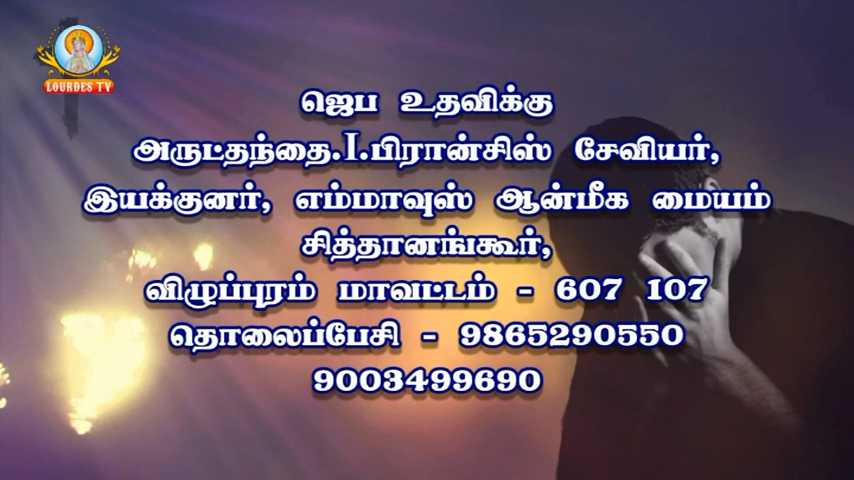 LOURDES TV
ஜெப உதவிக்கு
அருட்தந்தை.I.பிரான்சிஸ் சேவியர்,
இயக்குனர், எம்மாவுஸ் ஆன்மீக மையம்
சித்தானங்கூர்,
விழுப்புரம் மாவட்டம் - 607 107
தொலைப்பேசி - 9865290550
9003499690